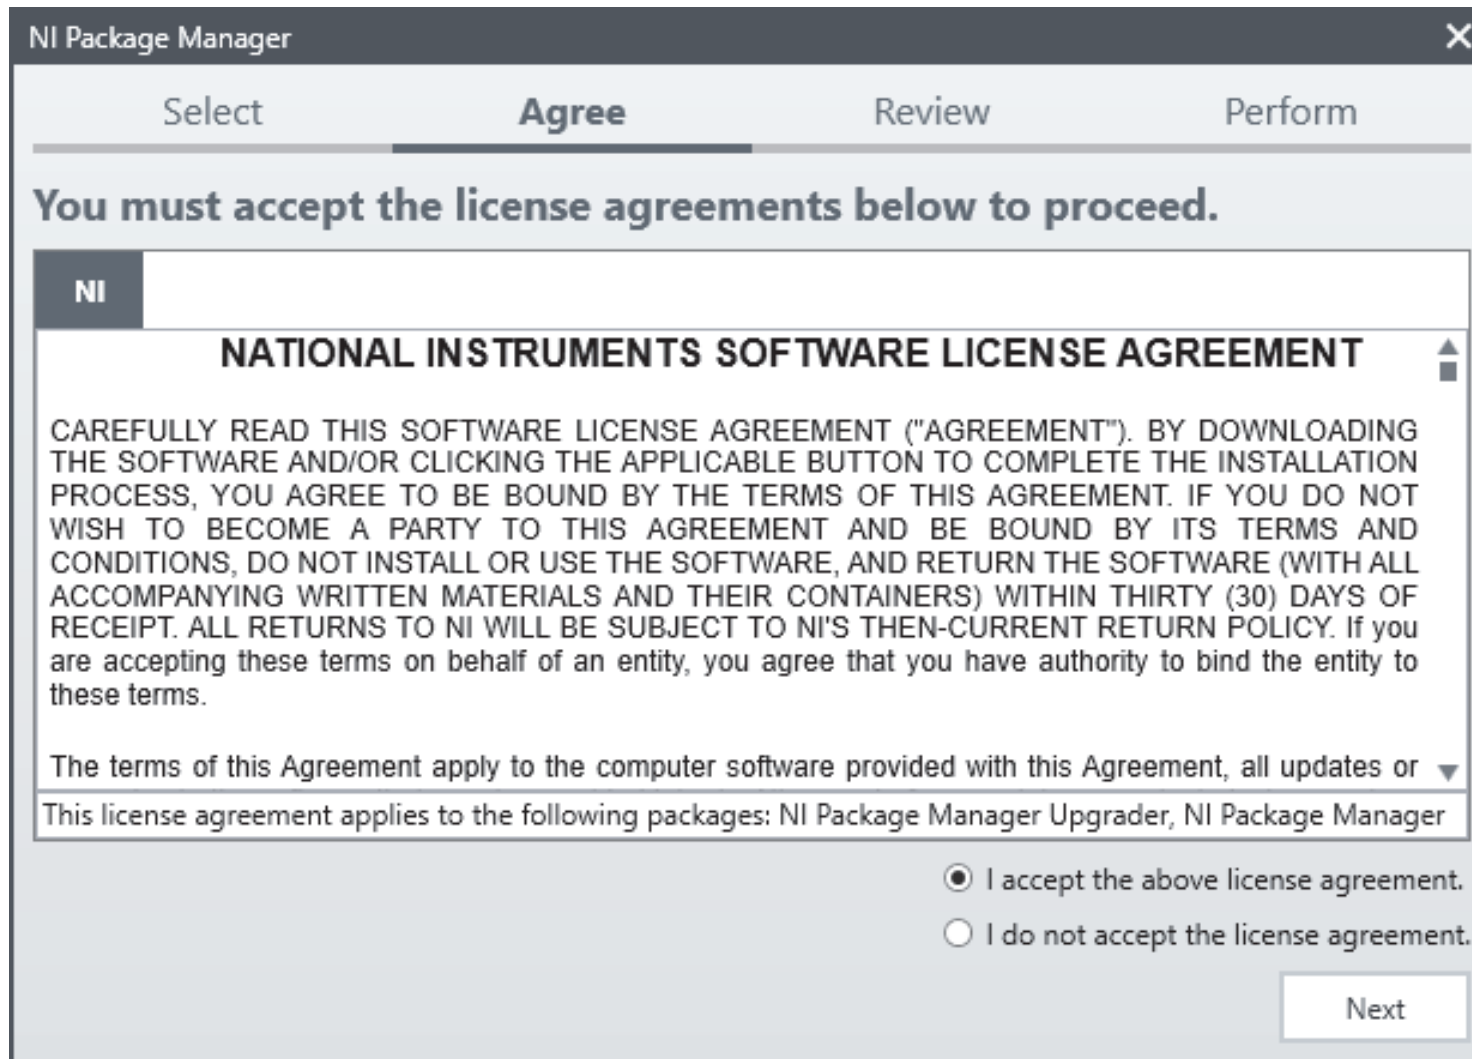 NI Package Manager
Select Agree Review Perform
You must accept the license agreements below to proceed.
NI
NATIONAL INSTRUMENTS SOFTWARE LICENSE AGREEMENT
CAREFULLY READ THIS SOFTWARE LICENSE AGREEMENT ("AGREEMENT"). BY DOWNLOADING
THE SOFTWARE AND/OR CLICKING THE APPLICABLE BUTTON TO COMPLETE THE INSTALLATION
PROCESS, YOU AGREE TO BE BOUND BY THE TERMS OF THIS AGREEMENT. IF YOU DO NOT
WISH TO BECOME A PARTY TO THIS AGREEMENT AND BE BOUND BY ITS TERMS AND
CONDITIONS, DO NOT INSTALL OR USE THE SOFTWARE, AND RETURN THE SOFTWARE (WITH ALL
ACCOMPANYING WRITTEN MATERIALS AND THEIR CONTAINERS) WITHIN THIRTY (30) DAYS OF
RECEIPT. ALL RETURNS TO NI WILL BE SUBJECT TO NI'S THEN-CURRENT RETURN POLICY. If you
are accepting these terms on behalf of an entity, you agree that you have authority to bind the entity to
these terms.
The terms of this Agreement apply to the computer software provided with this Agreement, all updates or
This license agreement applies to the following packages: NI Package Manager Upgrader, NI Package Manager
I accept the above license agreement.
I do not accept the license agreement.
Next